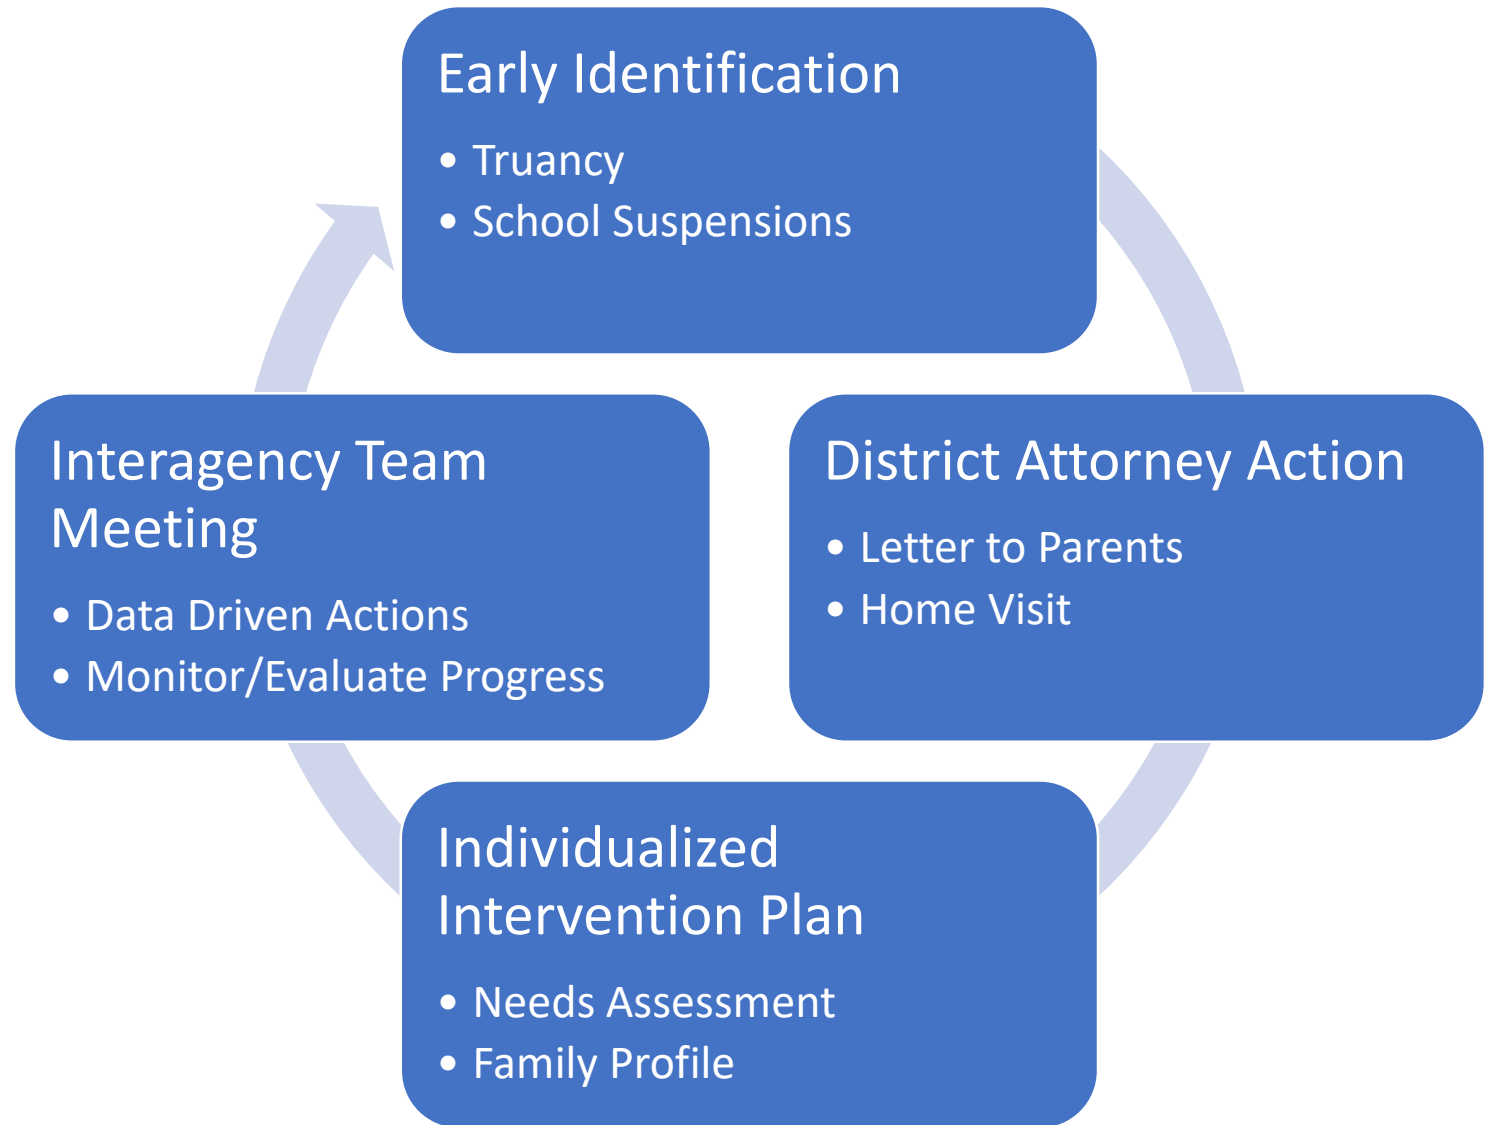 Early Identification
• Truancy
• School Suspensions
District Attorney Action
• Letter to Parents
• Home Visit
Individualized
Intervention Plan
• Needs Assessment
• Family Profile
Interagency Team
Meeting
• Data Driven Actions
• Monitor/Evaluate Progress